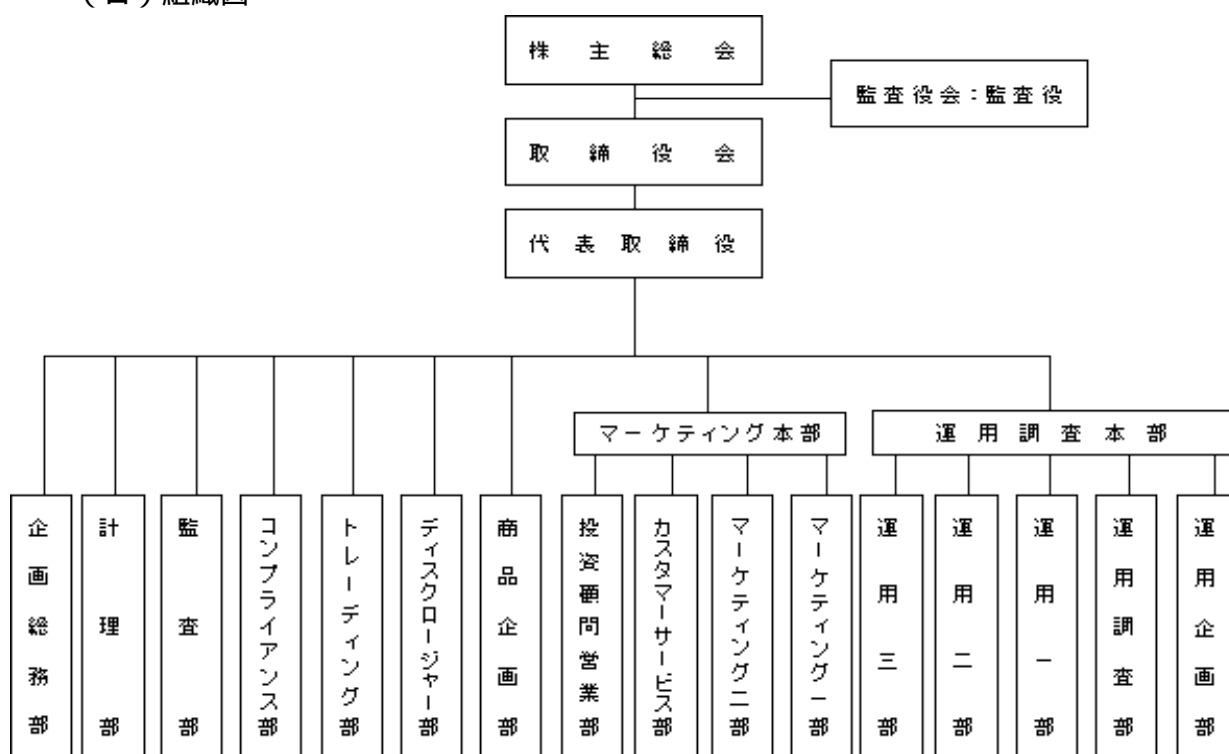 (ロ)組織図
株主総会
監査役会:監査役
取締役会
代表取締役
マーケティング本部
運用調査本部
企画総務部
計理部
監査部
コンプライアンス部
トレーディング部
ディスクロージャー部
商品企画部
投資顧問営業部
カスタマーサービス部
マーケティング二部
マーケティング一部
運用三部
運用二部
運用一部
運用調査部
運用企画部